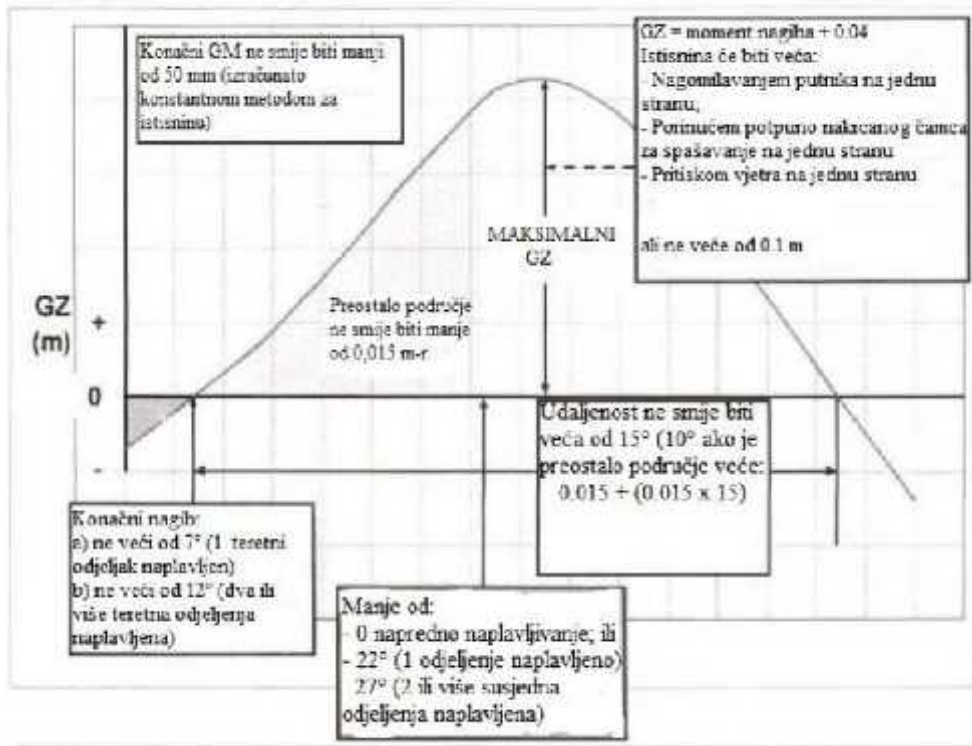 Konačni GM ne smije biti manji
od 50 mm (izračunato
konstantnom metodom za
istisninu)
GZ = moment nagiba + 0.04
Istisnina će biti veća:
- Nagomilavanjem putnika na jednu
stranu;
- Porinućem potpuno nakrcanog čamca
za spašavanje na jednu stranu
- Pritiskom vjetra na jednu stranu
ali ne veće od 0.1 m
MAKSIMALNI
GZ
GZ
(m)
+
0
-
Preostalo područje
ne smije biti manje
od 0,015 m-r
Udaljenost ne smije biti
veća od 15° (10° ako je
preostalo područje veće:
0.015 + (0.015 x 15)
Konačni nagib:
a) ne veći od 7° (1 teretni
odjeljak naplavljen)
b) ne veći od 12° (dva ili
više teretna odjeljenja
naplavljena)
Manje od:
- 0 napredno naplavljivanje; ili
- 22° (1 odjeljenje naplavljeno)
27° (2 ili više susjedna
odjeljenja naplavljena)